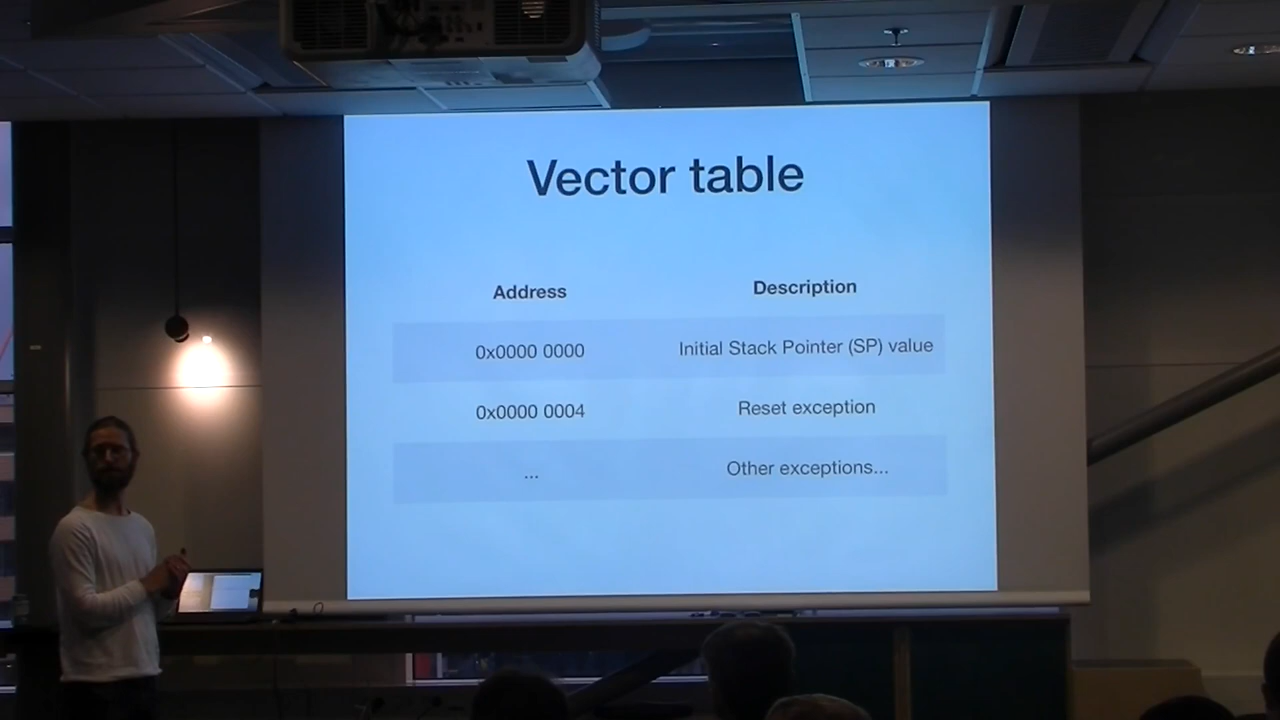 Vector table
Address Description
0x0000 0000 Initial Stack Pointer (SP) value
0x0000 0004 Reset exception
... Other exceptions...